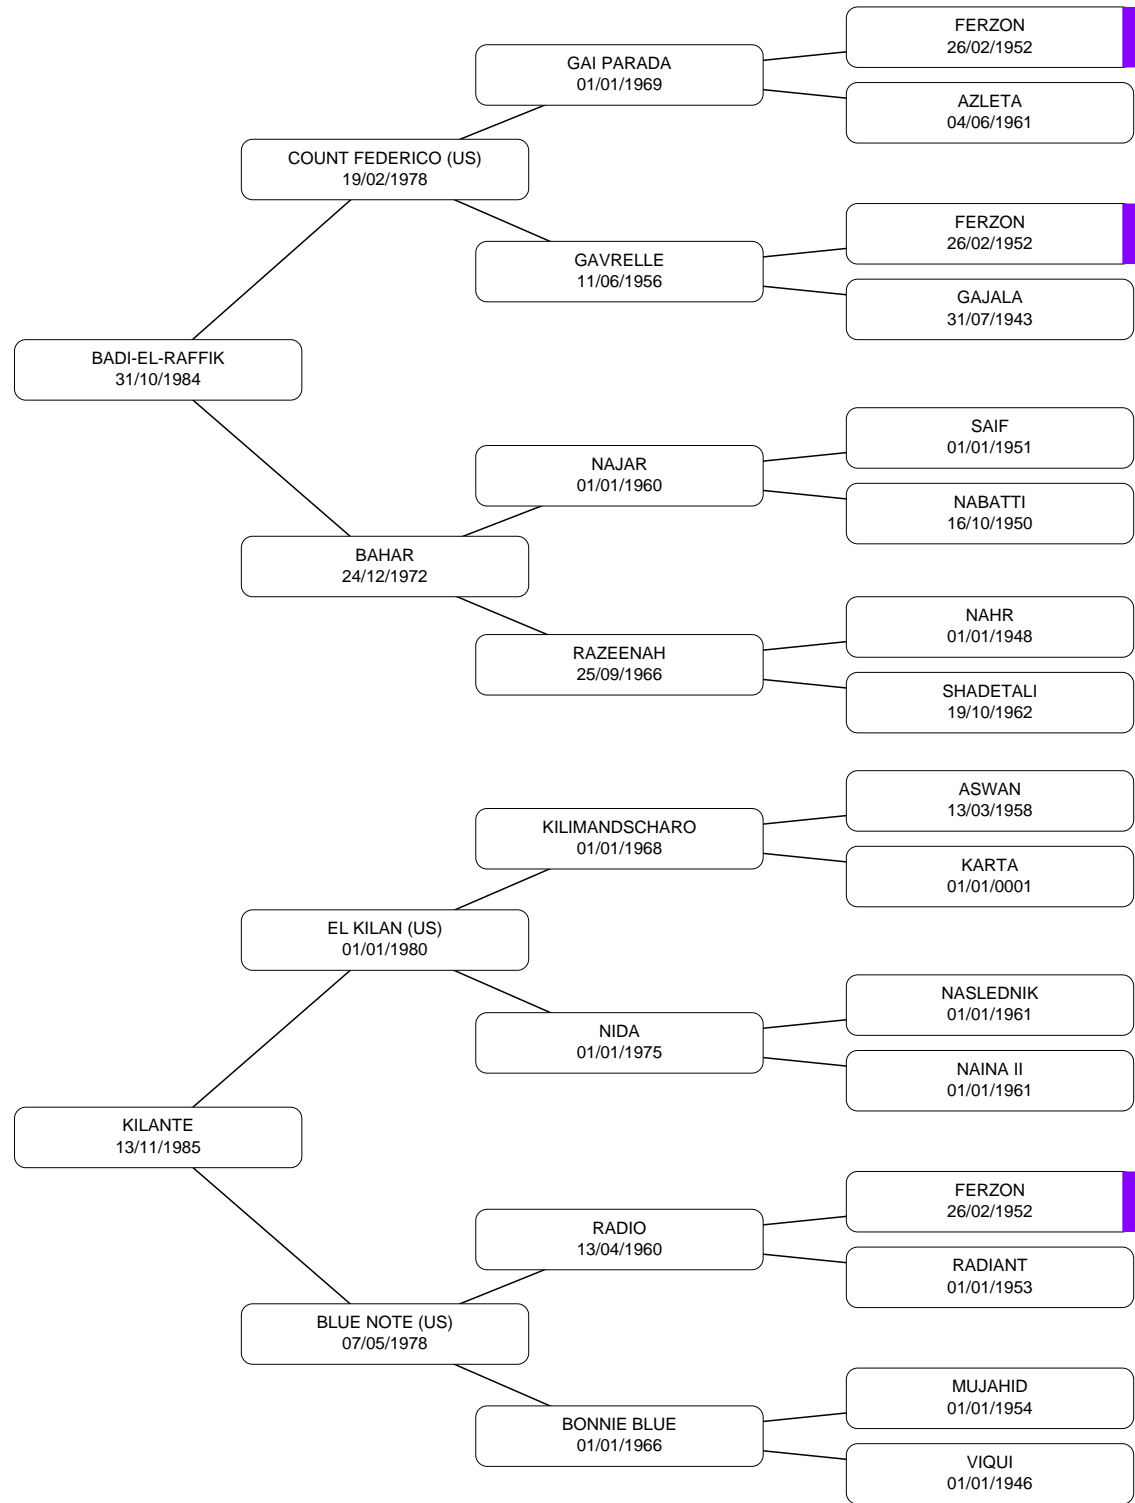 FERZON
26/02/1952
GAI PARADA
01/01/1969
AZLETA
04/06/1961
COUNT FEDERICO (US)
19/02/1978
FERZON
26/02/1952
GAVRELLE
11/06/1956
GAJALA
31/07/1943
BADI-EL-RAFFIK
31/10/1984
SAIF
01/01/1951
NAJAR
01/01/1960
NABATTI
16/10/1950
BAHAR
24/12/1972
NAHR
01/01/1948
RAZEENAH
25/09/1966
SHADETALI
19/10/1962
ASWAN
13/03/1958
KILIMANDSCHARO
01/01/1968
KARTA
01/01/0001
EL KILAN (US)
01/01/1980
NASLEDNIK
01/01/1961
NIDA
01/01/1975
NAINA II
01/01/1961
KILANTE
13/11/1985
FERZON
26/02/1952
RADIO
13/04/1960
RADIANT
01/01/1953
BLUE NOTE (US)
07/05/1978
MUJAHID
01/01/1954
BONNIE BLUE
01/01/1966
VIQUI
01/01/1946